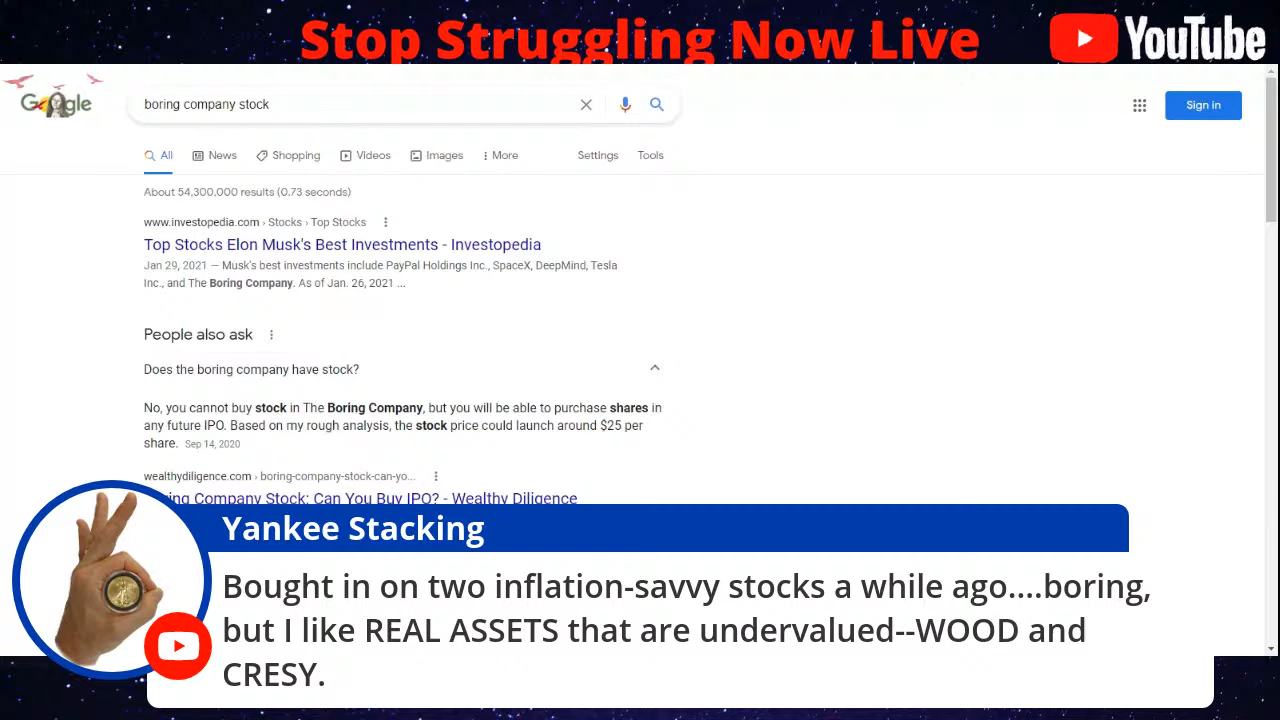 Stop Struggling Now Live
YouTube
Google
boring company stock
Sign in
All News Shopping Videos Images More Settings Tools
About 54,300,000 results (0.73 seconds)
www.investopedia.com › Stocks › Top Stocks
Top Stocks Elon Musk's Best Investments - Investopedia
Jan 29, 2021 — Musk's best investments include PayPal Holdings Inc., SpaceX, DeepMind, Tesla
Inc., and The Boring Company. As of Jan. 26, 2021 ...
People also ask
Does the boring company have stock?
No, you cannot buy stock in The Boring Company, but you will be able to purchase shares in
any future IPO. Based on my rough analysis, the stock price could launch around $25 per
share. Sep 14, 2020
wealthydiligence.com › boring-company-stock-can-yo...
Company Stock: Can You Buy IPO? - Wealthy Diligence
Yankee Stacking
Bought in on two inflation-savvy stocks a while ago....boring,
but I like REAL ASSETS that are undervalued--WOOD and
CRESY.